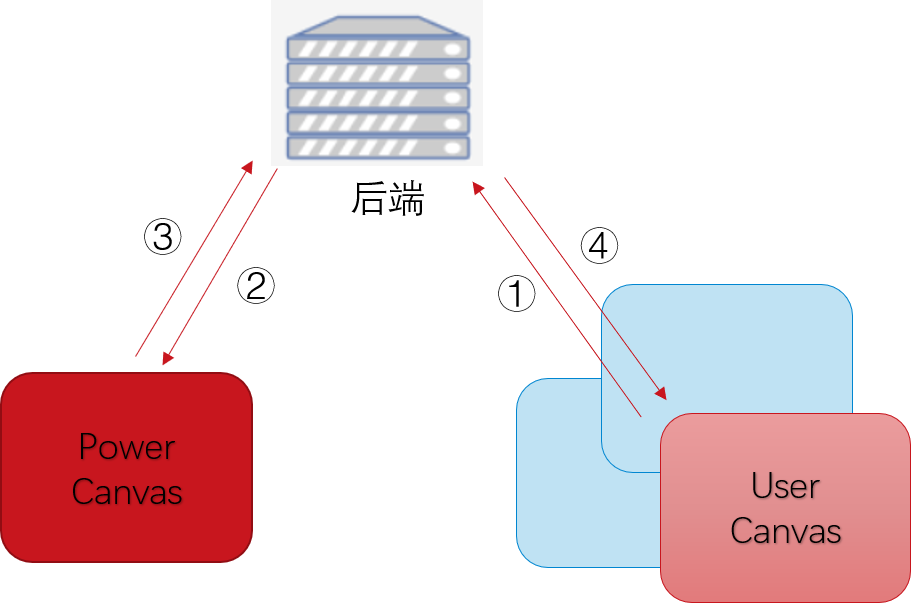 后端
③
④
②
①
Power
Canvas
User
Canvas